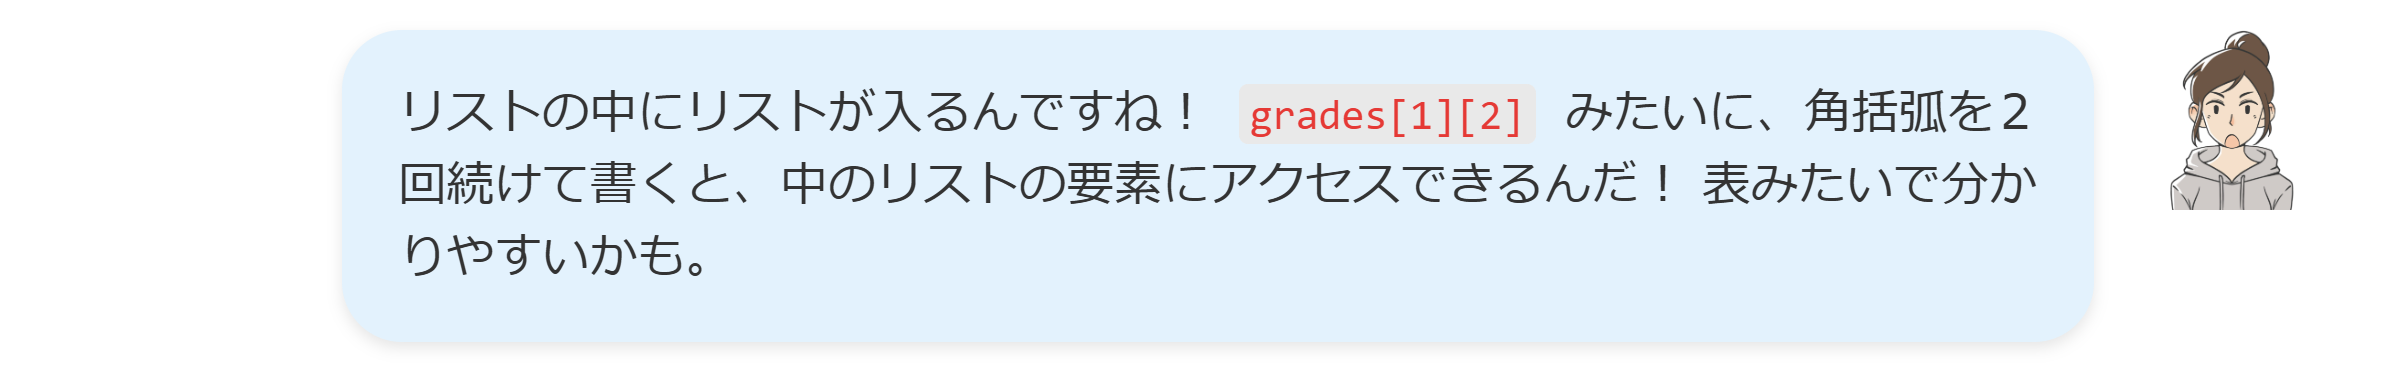 リストの中にリストが入るんですね！ grades[1][2] みたいに、角括弧を２
回続けて書くと、中のリストの要素にアクセスできるんだ！ 表みたいで分か
りやすいかも。